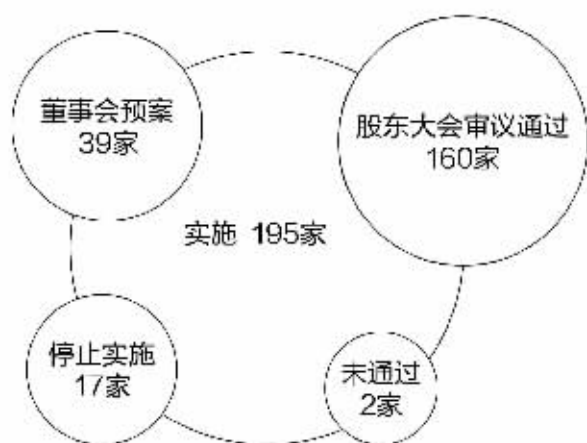 董事会预案
39家
股东大会审议通过
160家
实施 195家
停止实施
17家
未通过
2家